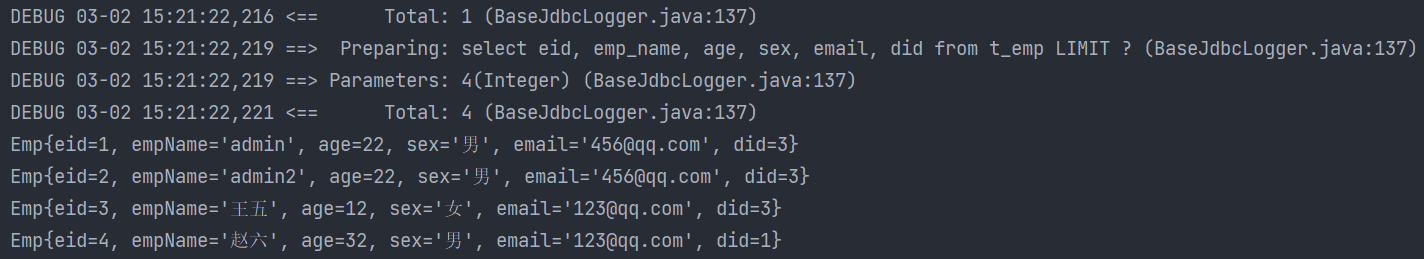 DEBUG 03-02 15:21:22,216 <==      Total: 1 (BaseJdbcLogger.java:137)
DEBUG 03-02 15:21:22,219 ==>  Preparing: select eid, emp_name, age, sex, email, did from t_emp LIMIT ? (BaseJdbcLogger.java:137)
DEBUG 03-02 15:21:22,219 ==> Parameters: 4(Integer) (BaseJdbcLogger.java:137)
DEBUG 03-02 15:21:22,221 <==      Total: 4 (BaseJdbcLogger.java:137)
Emp{eid=1, empName='admin', age=22, sex='男', email='456@qq.com', did=3}
Emp{eid=2, empName='admin2', age=22, sex='男', email='456@qq.com', did=3}
Emp{eid=3, empName='王五', age=12, sex='女', email='123@qq.com', did=3}
Emp{eid=4, empName='赵六', age=32, sex='男', email='123@qq.com', did=1}